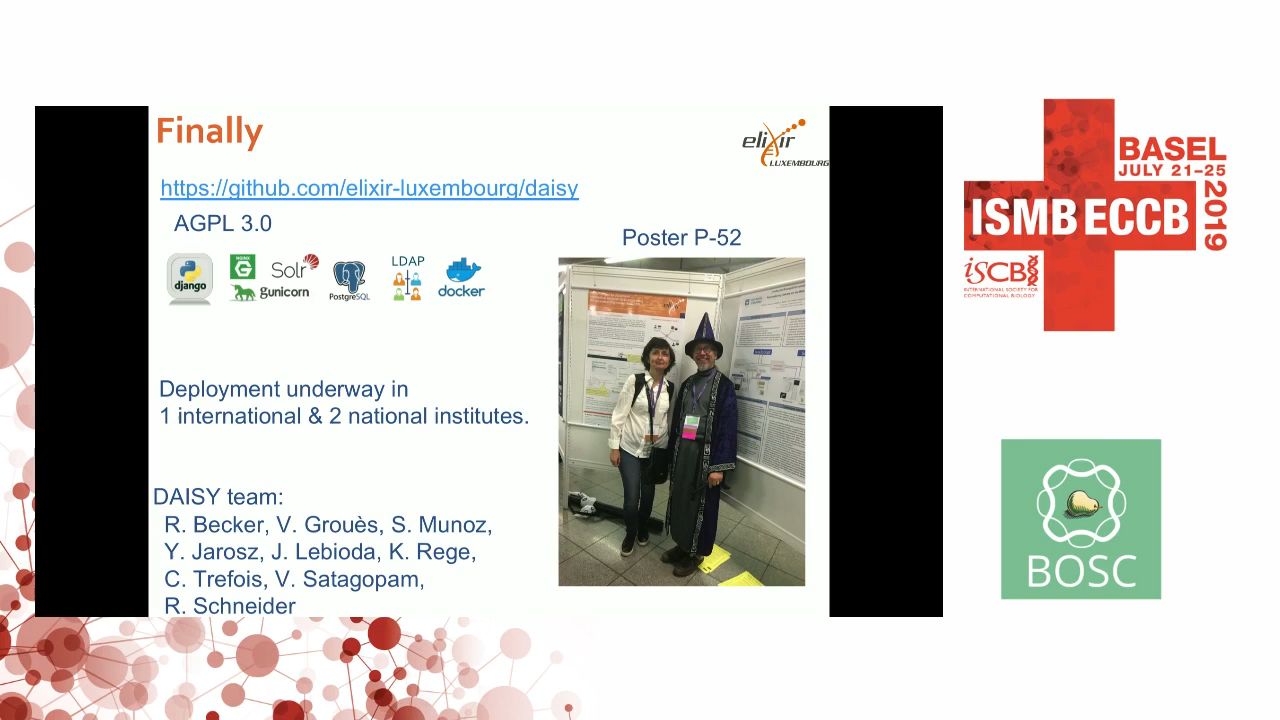 Finally
elixir
LUXEMBOURG
https://github.com/elixir-luxembourg/daisy
AGPL 3.0
Poster P-52
django
NGINX
Solr
gunicorn
PostgreSQL
LDAP
docker
Deployment underway in
1 international & 2 national institutes.
DAISY team:
R. Becker, V. Grouès, S. Munoz,
Y. Jarosz, J. Lebioda, K. Rege,
C. Trefois, V. Satagopam,
R. Schneider
BASEL
JULY 21-25
2019
ISMB ECCB
iSCB
INTERNATIONAL SOCIETY FOR
COMPUTATIONAL BIOLOGY
BOSC